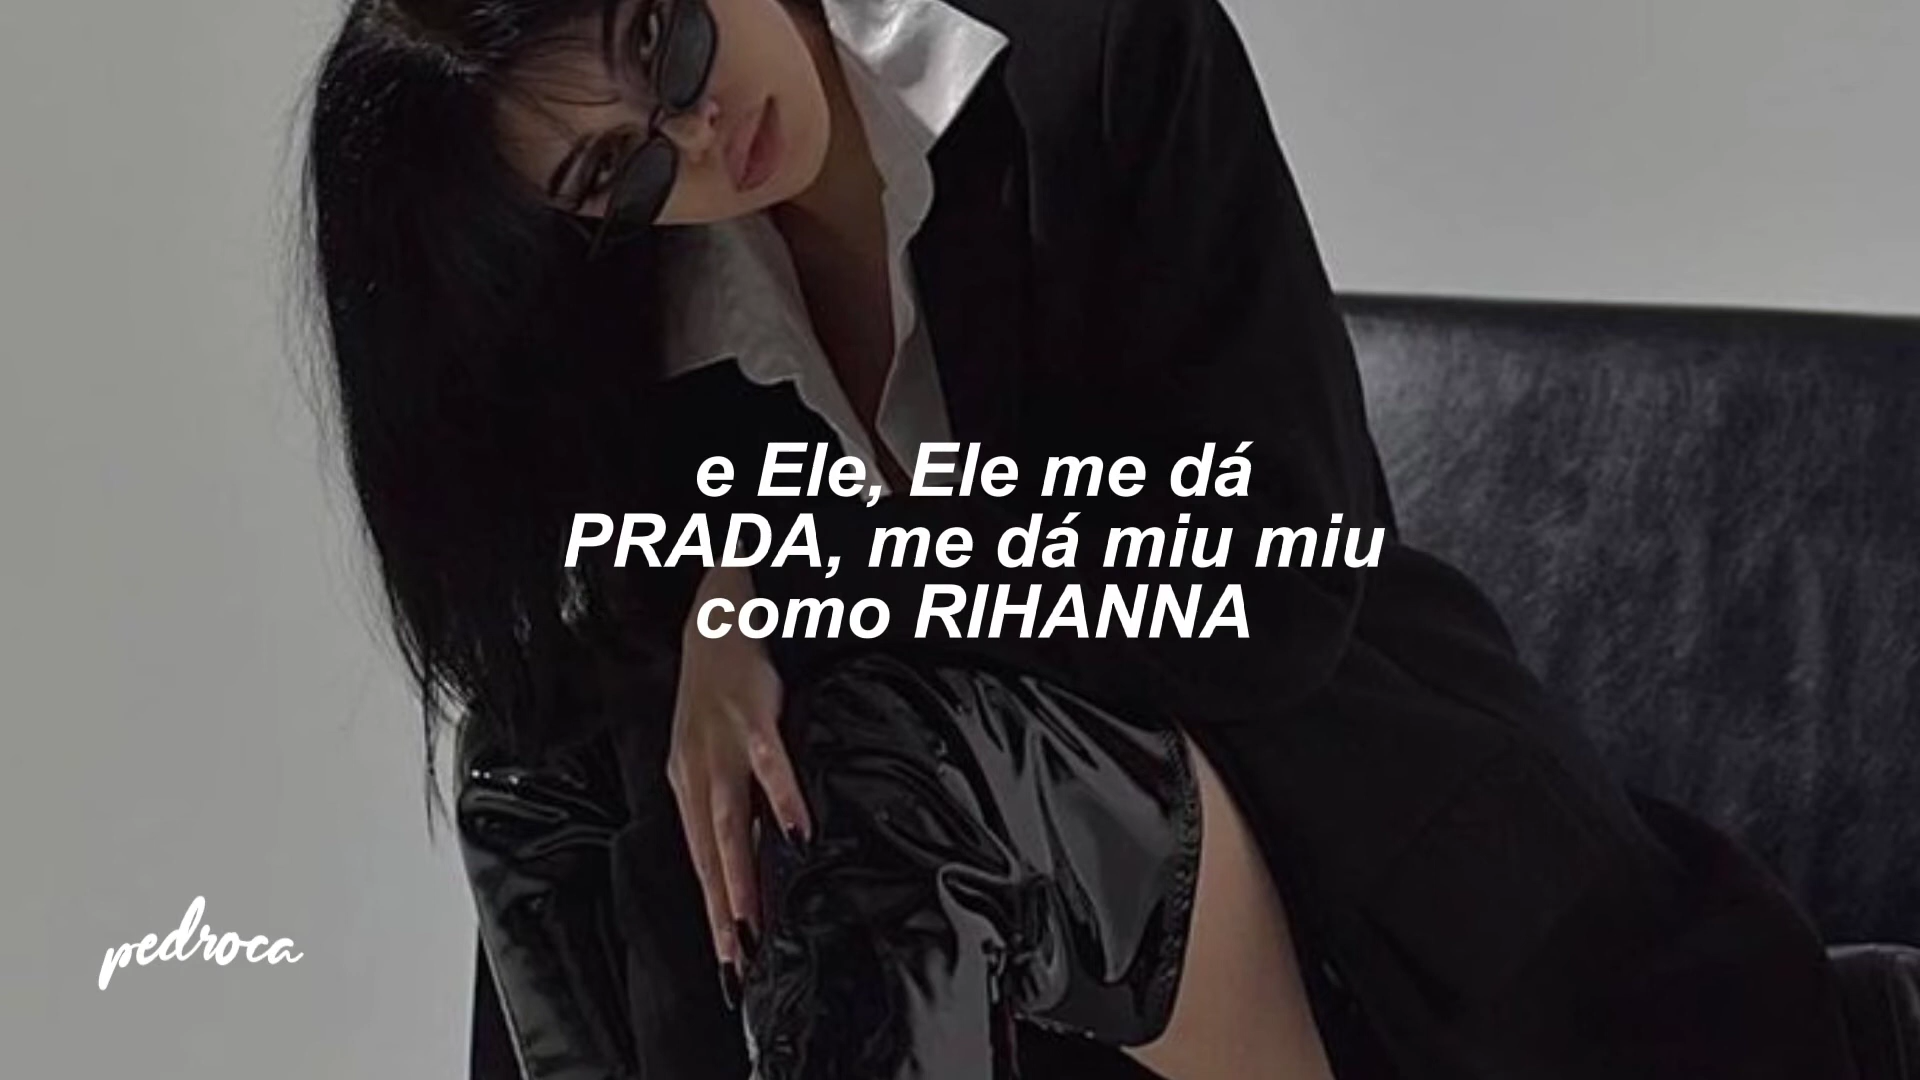 e Ele, Ele me dá
PRADA, me dá miu miu
como RIHANNA
pedroca